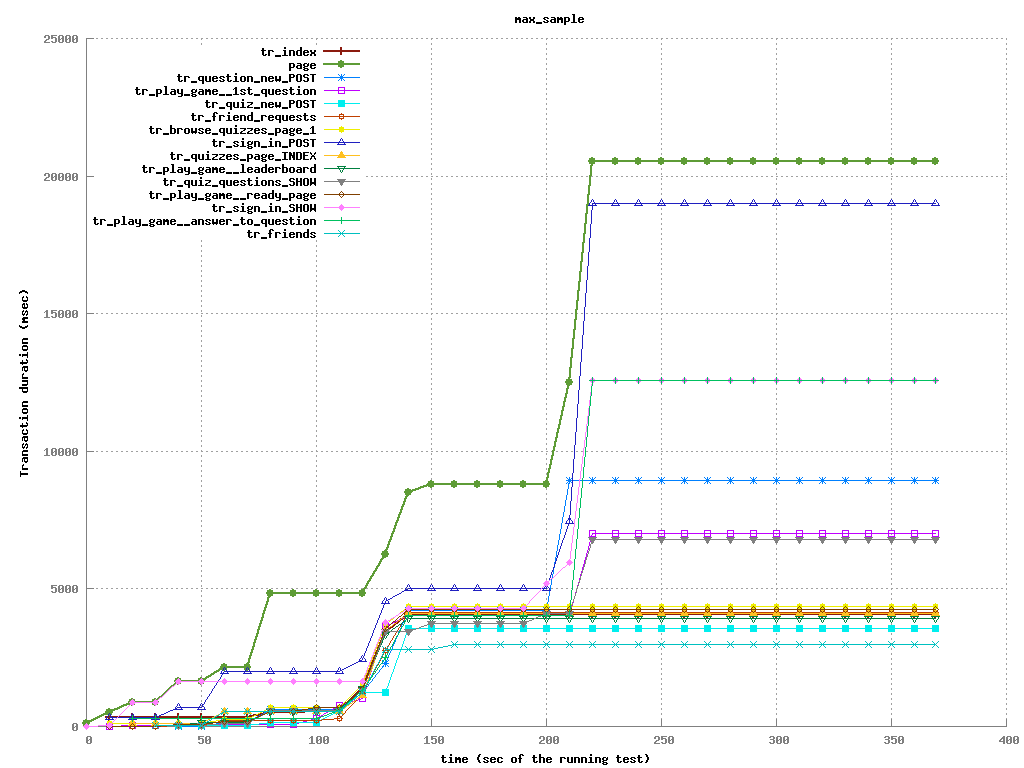 max_sample
25000
20000
15000
10000
5000
0
Transaction duration (msec)
tr_index
page
tr_question_new_POST
tr_play_game__1st_question
tr_quiz_new_POST
tr_friend_requests
tr_browse_quizzes_page_1
tr_sign_in_POST
tr_quizzes_page_INDEX
tr_play_game__leaderboard
tr_quiz_questions_SHOW
tr_play_game__ready_page
tr_sign_in_SHOW
tr_play_game__answer_to_question
tr_friends
0 50 100 150 200 250 300 350 400
time (sec of the running test)